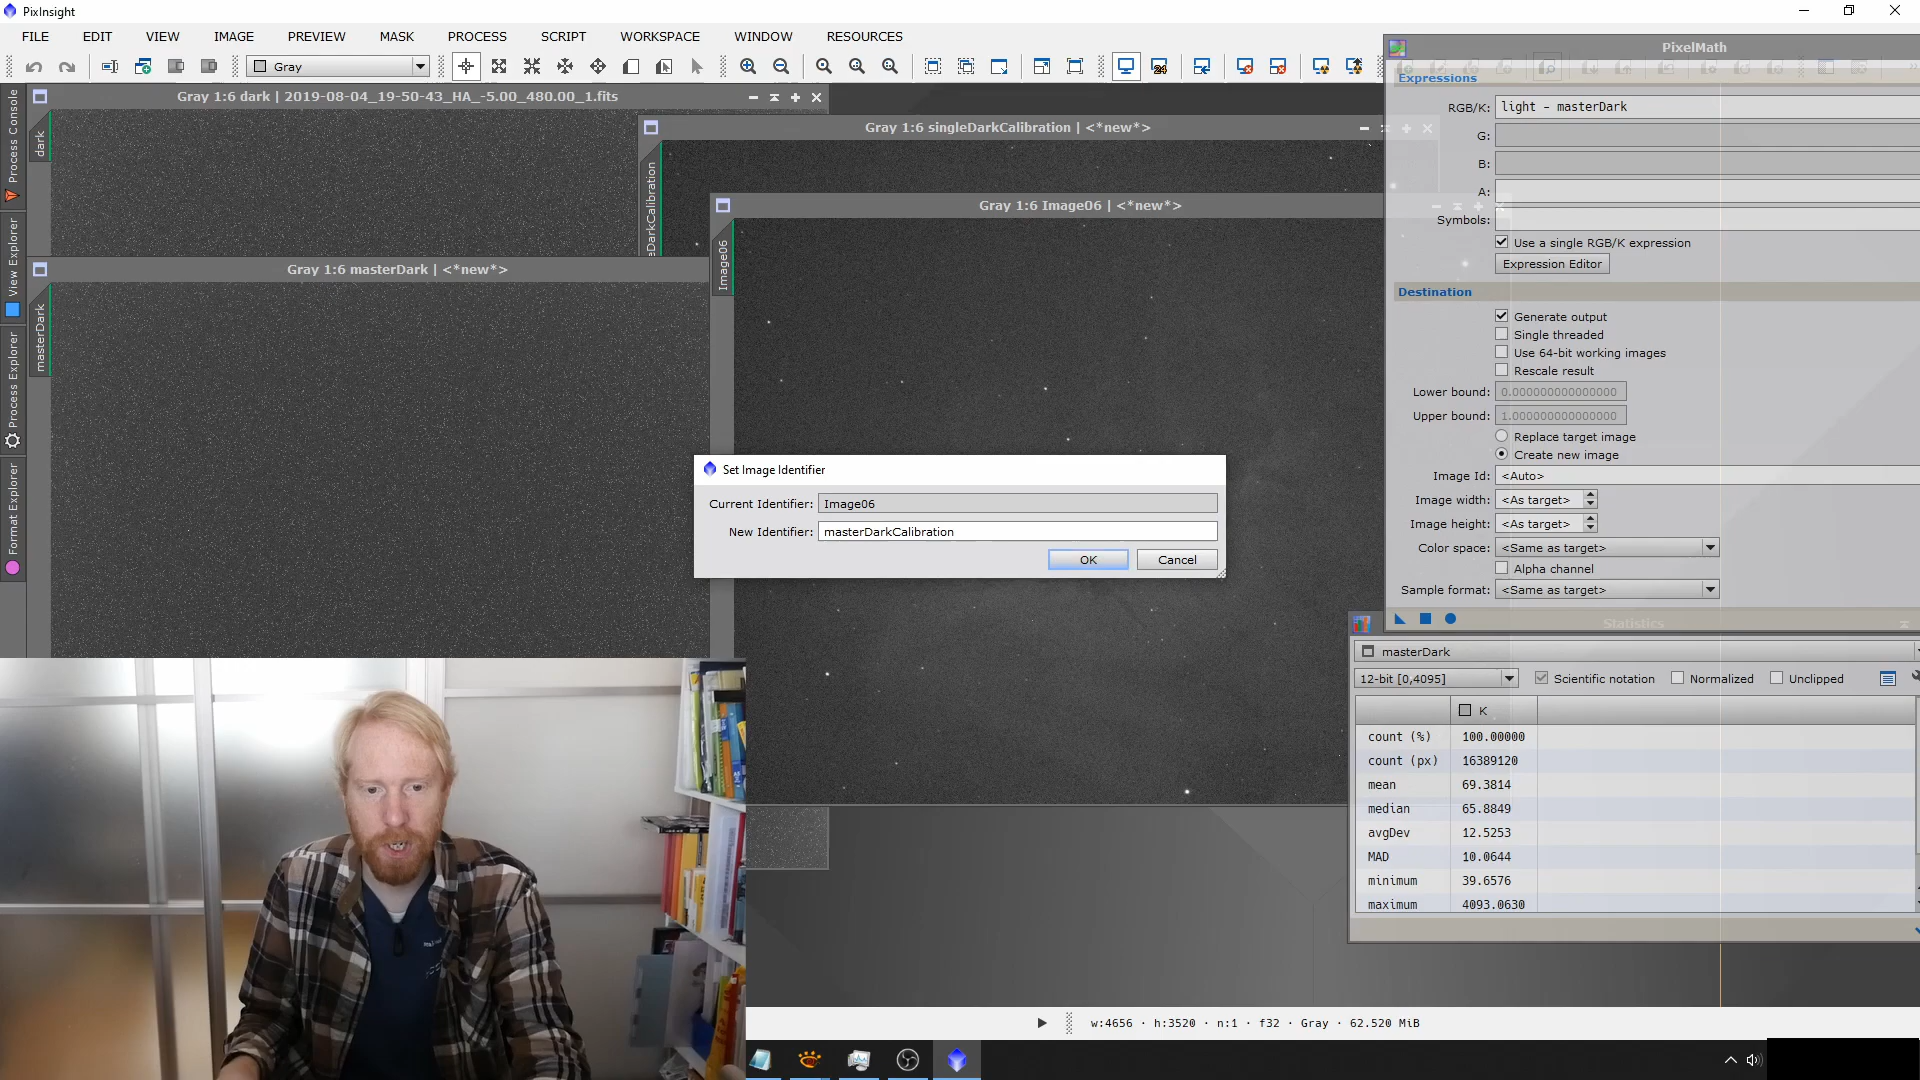 PixInsight
FILE EDIT VIEW IMAGE PREVIEW MASK PROCESS SCRIPT WORKSPACE WINDOW RESOURCES
Gray
24
Process Console
View Explorer
Process Explorer
Format Explorer
Gray 1:6 dark | 2019-08-04_19-50-43_HA_-5.00_480.00_1.fits
dark
Gray 1:6 singleDarkCalibration | <*new*>
eDarkCalibration
Gray 1:6 Image06 | <*new*>
Image06
Gray 1:6 masterDark | <*new*>
masterDark
Set Image Identifier
Current Identifier: Image06
New Identifier: masterDarkCalibration
OK Cancel
PixelMath
Expressions
RGB/K: light - masterDark
G:
B:
A:
Symbols:
Use a single RGB/K expression
Expression Editor
Destination
Generate output
Single threaded
Use 64-bit working images
Rescale result
Lower bound: 0.000000000000000
Upper bound: 1.000000000000000
Replace target image
Create new image
Image Id: <Auto>
Image width: <As target>
Image height: <As target>
Color space: <Same as target>
Alpha channel
Sample format: <Same as target>
Statistics
masterDark
12-bit [0,4095] Scientific notation Normalized Unclipped
K
count (%) 100.00000
count (px) 16389120
mean 69.3814
median 65.8849
avgDev 12.5253
MAD 10.0644
minimum 39.6576
maximum 4093.0630
w:4656 · h:3520 · n:1 · f32 · Gray · 62.520 MiB